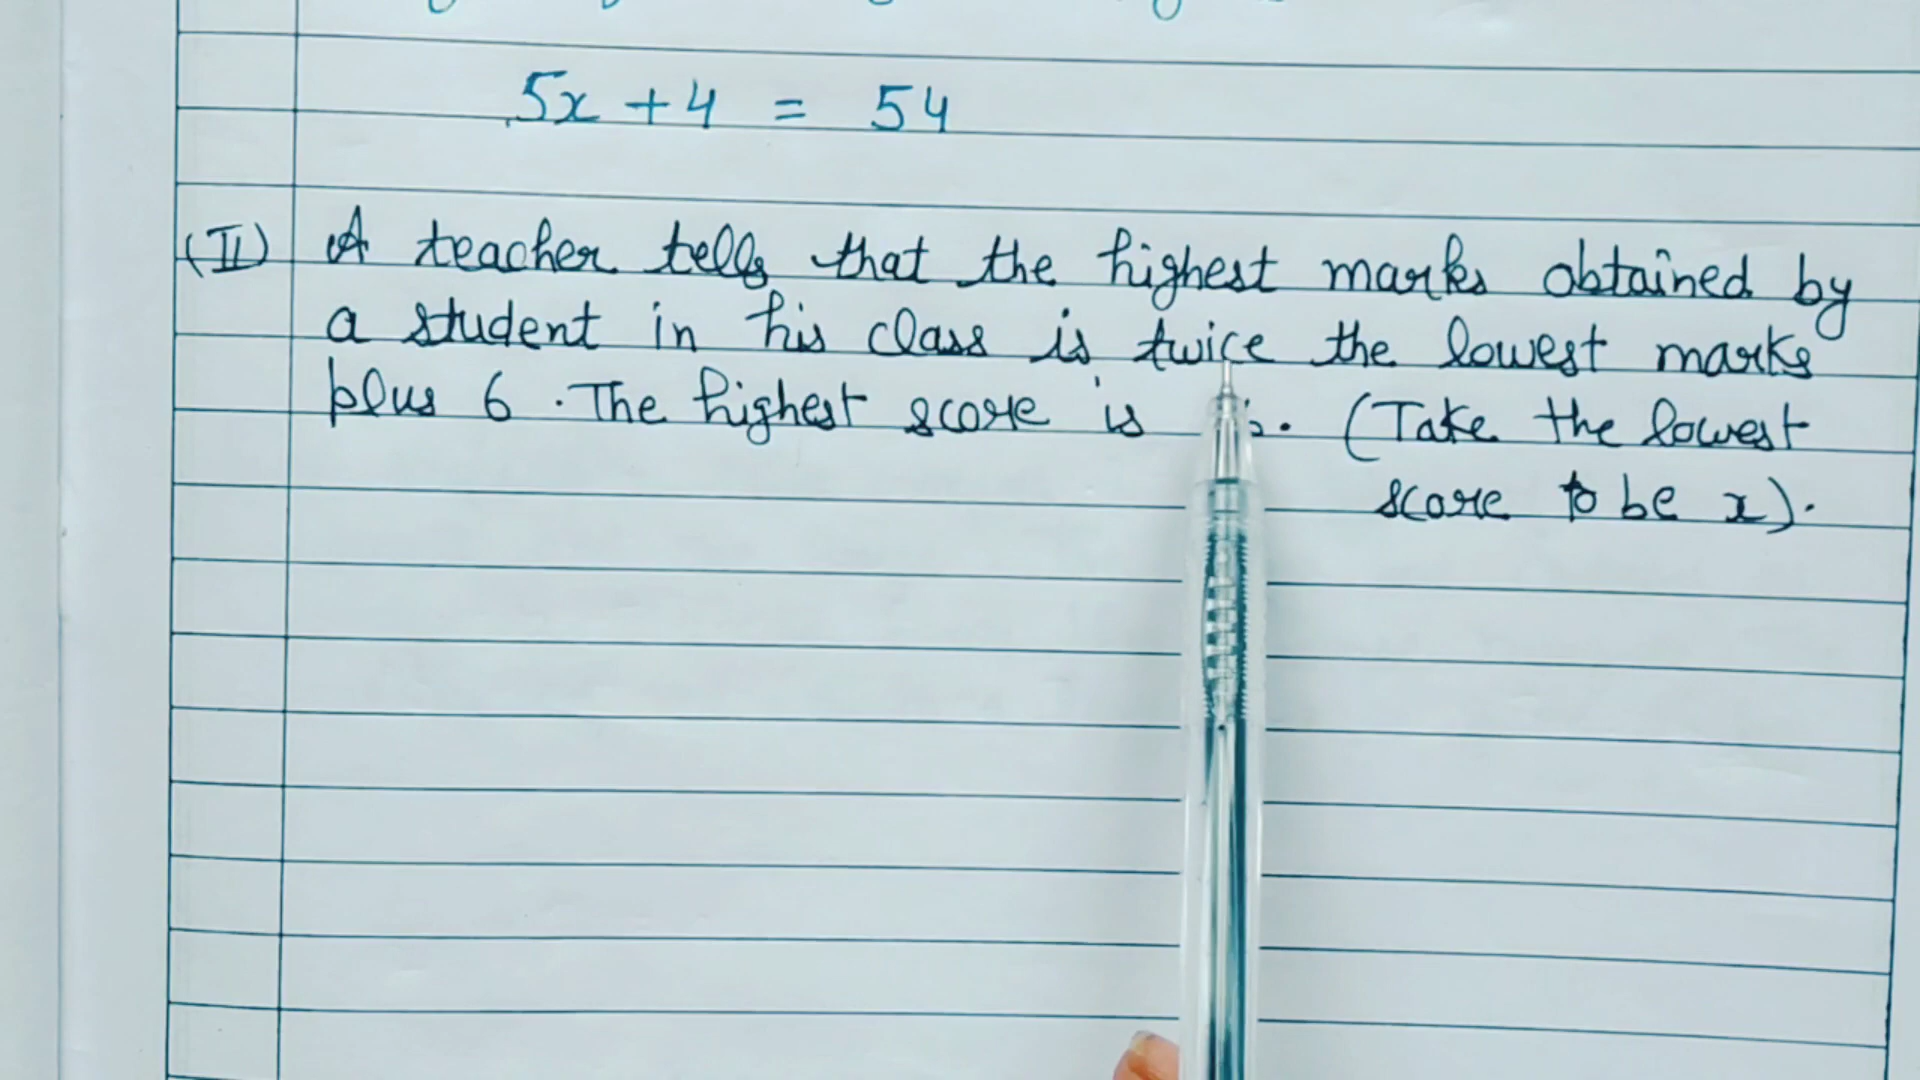 5x + 4 = 54
(II) A teacher tells that the highest marks obtained by
a student in his class is twice the lowest marks
plus 6. The highest score is . (Take the lowest
score to be x).